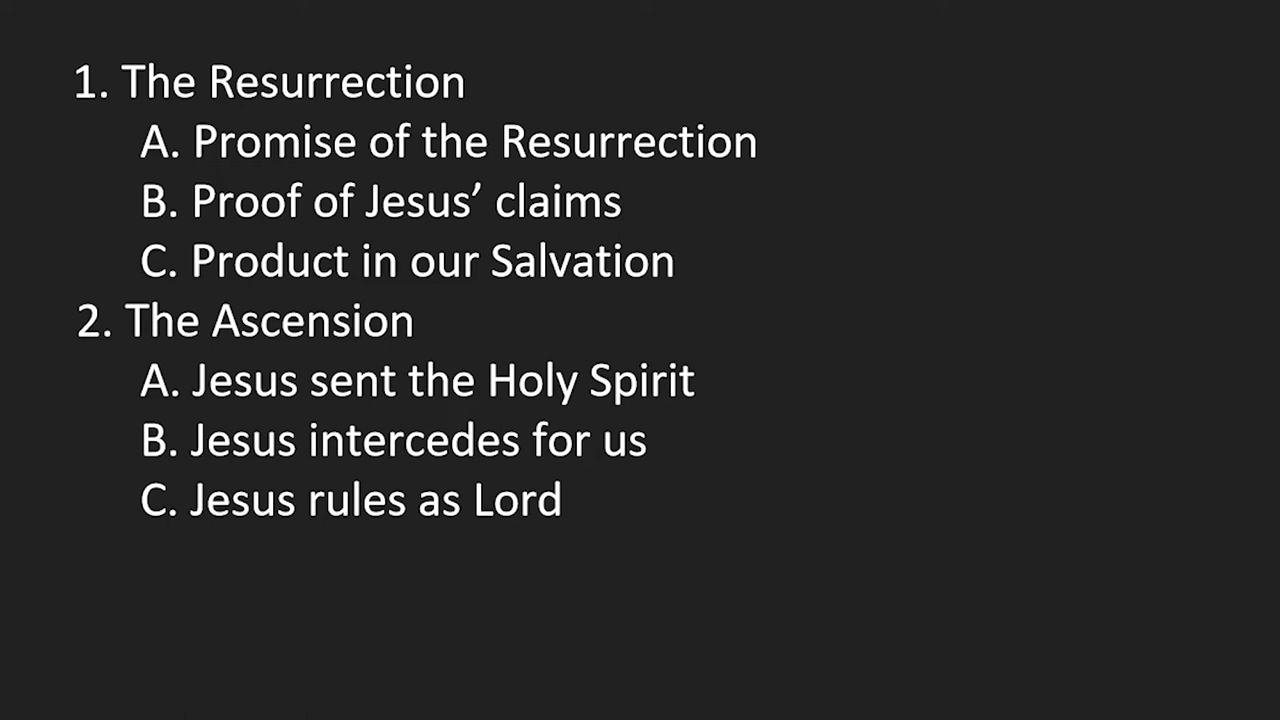 1. The Resurrection
A. Promise of the Resurrection
B. Proof of Jesus’ claims
C. Product in our Salvation
2. The Ascension
A. Jesus sent the Holy Spirit
B. Jesus intercedes for us
C. Jesus rules as Lord